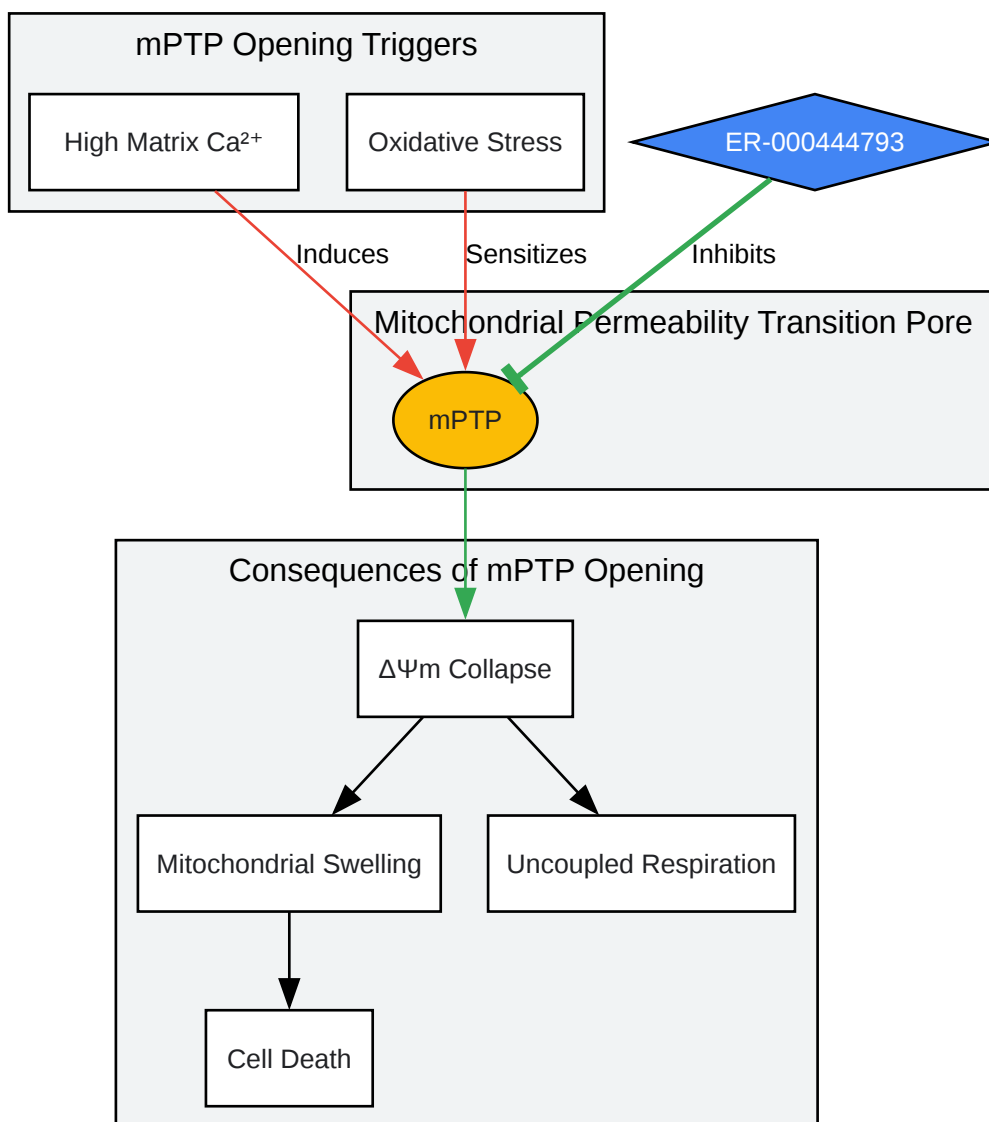 mPTP Opening Triggers
High Matrix Ca²⁺
Oxidative Stress
ER-000444793
Induces
Sensitizes
Inhibits
Mitochondrial Permeability Transition Pore
mPTP
Consequences of mPTP Opening
ΔΨm Collapse
Mitochondrial Swelling
Uncoupled Respiration
Cell Death